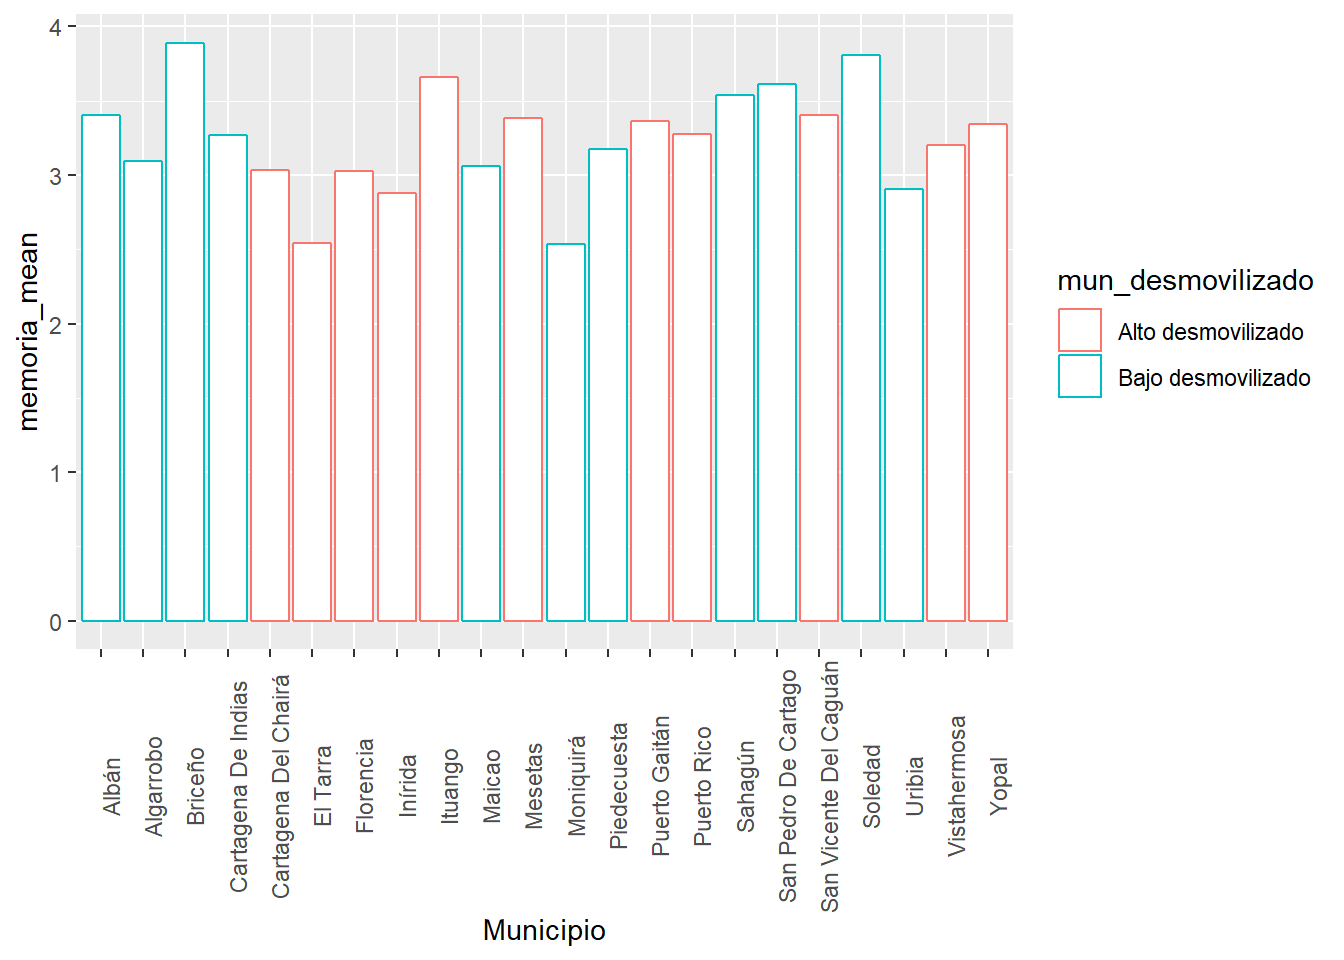 4
3
2
1
0
memoria_mean
Albán
Algarrobo
Briceño
Cartagena De Indias
Cartagena Del Chairá
El Tarra
Florencia
Inírida
Ituango
Maicao
Mesetas
Moniquirá
Piedecuesta
Puerto Gaitán
Puerto Rico
Sahagún
San Pedro De Cartago
San Vicente Del Caguán
Soledad
Uribia
Vistahermosa
Yopal
Municipio
mun_desmovilizado
Alto desmovilizado
Bajo desmovilizado